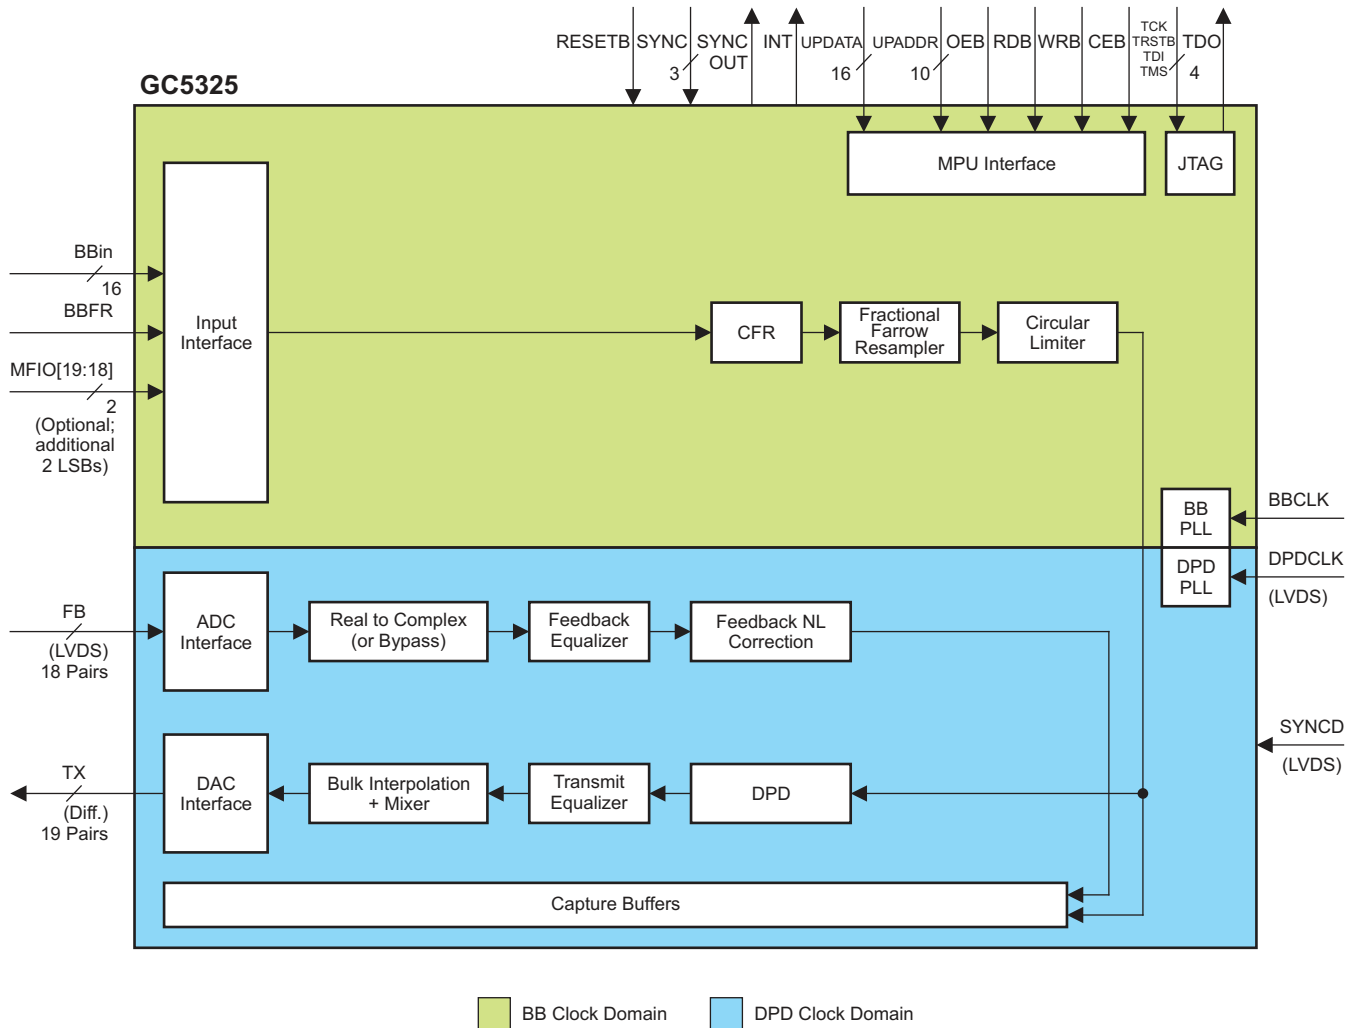 GC5325
RESETB
SYNC
3
SYNC
OUT
INT
UPDATA
16
UPADDR
10
OEB
RDB
WRB
CEB
TCK
TRSTB
TDI
TMS
4
TDO
MPU Interface
JTAG
BBin
16
BBFR
MFIO[19:18]
2
(Optional;
additional
2 LSBs)
Input
Interface
CFR
Fractional
Farrow
Resampler
Circular
Limiter
BB
PLL
BBCLK
DPD
PLL
DPDCLK
(LVDS)
FB
(LVDS)
18 Pairs
ADC
Interface
Real to Complex
(or Bypass)
Feedback
Equalizer
Feedback NL
Correction
SYNCD
(LVDS)
TX
(Diff.)
19 Pairs
DAC
Interface
Bulk Interpolation
+ Mixer
Transmit
Equalizer
DPD
Capture Buffers
BB Clock Domain
DPD Clock Domain